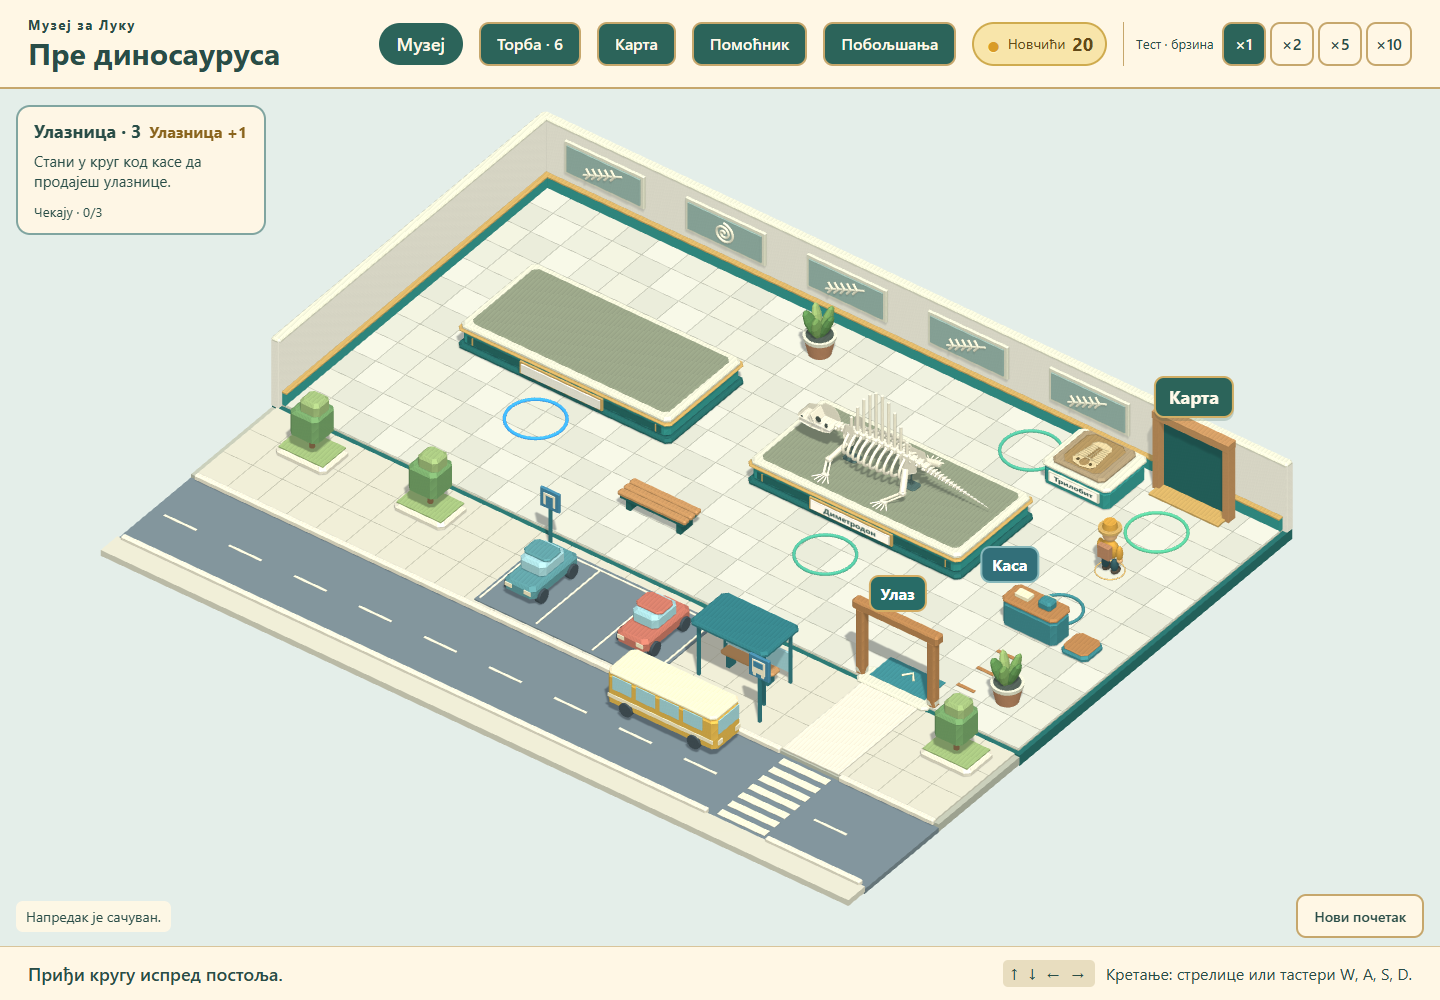 Музеј за Луку
Пре диносауруса
Музеј
Торба · 6
Карта
Помоћник
Побољшања
Новчићи 20
Тест · брзина
×1
×2
×5
×10
Улазница · 3 Улазница +1
Стани у круг код касе да
продајеш улазнице.
Чекају · 0/3
Карта
Трилобит
Диметродон
Каса
Улаз
Напредак је сачуван.
Нови почетак
Приђи кругу испред постоља.
↑ ↓ ← → Кретање: стрелице или тастери W, A, S, D.